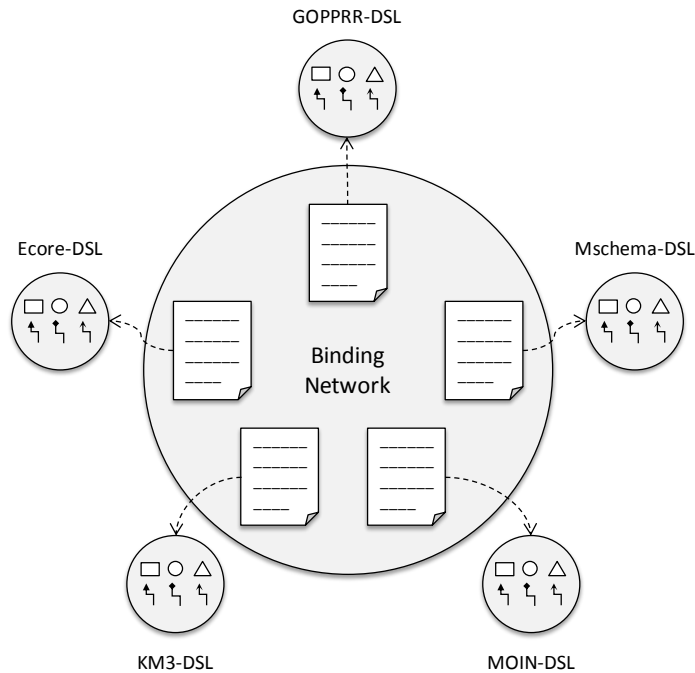 GOPPRR-DSL
Ecore-DSL
Mschema-DSL
Binding
Network
KM3-DSL
MOIN-DSL